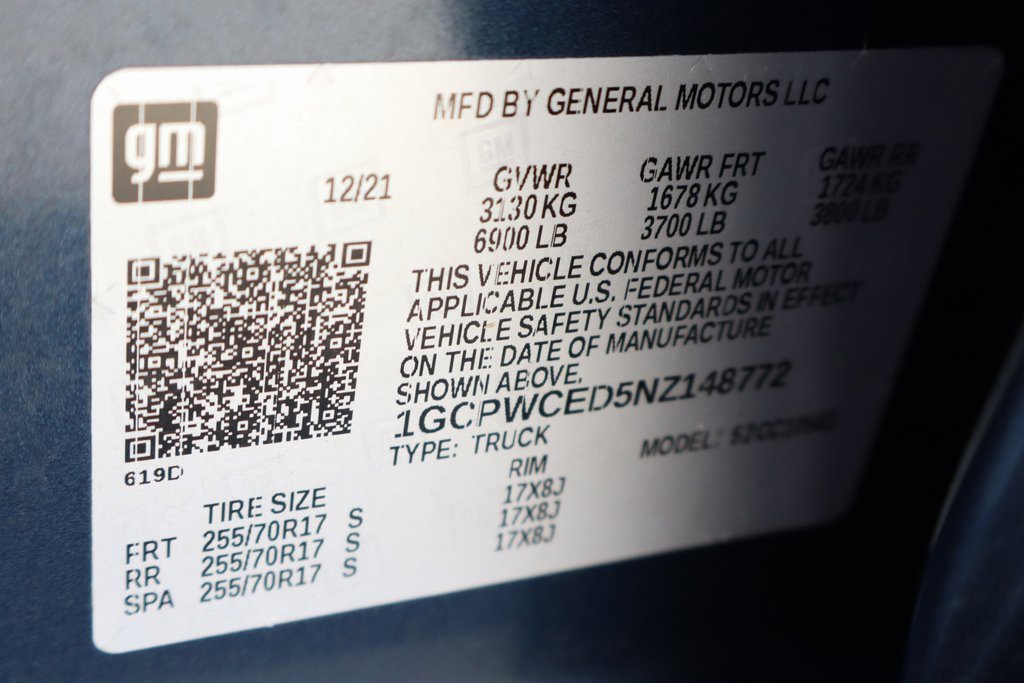 gm
MFD BY GENERAL MOTORS LLC
12/21 GVWR GAWR FRT GAWR RR
3130 KG 1678 KG 1724 KG
6900 LB 3700 LB 3800 LB
THIS VEHICLE CONFORMS TO ALL
APPLICABLE U.S. FEDERAL MOTOR
VEHICLE SAFETY STANDARDS IN EFFECT
ON THE DATE OF MANUFACTURE
SHOWN ABOVE.
1GCPWCED5NZ148772
TYPE: TRUCK MODEL:
619D
TIRE SIZE RIM
FRT 255/70R17 S 17X8J
RR 255/70R17 S 17X8J
SPA 255/70R17 S 17X8J